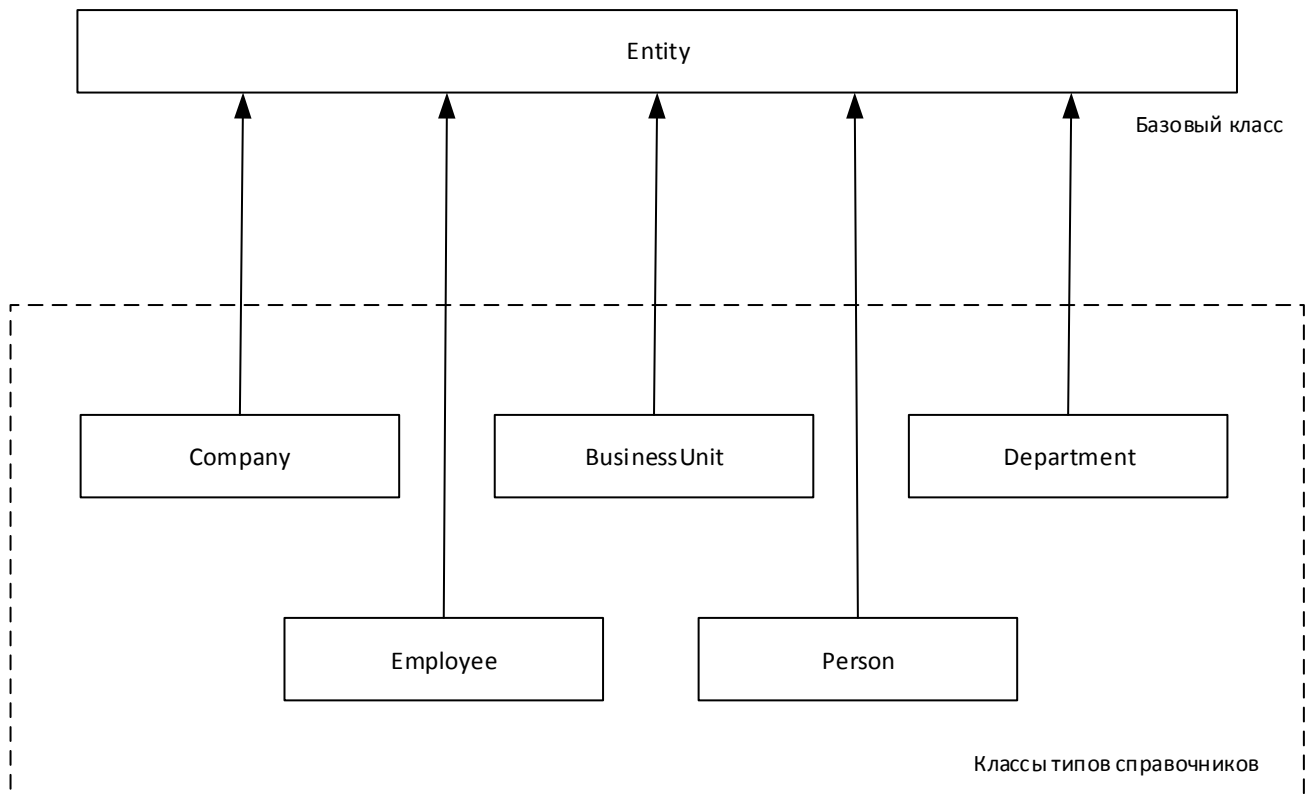 Entity
Базовый класс
Company
BusinessUnit
Department
Employee
Person
Классы типов справочников